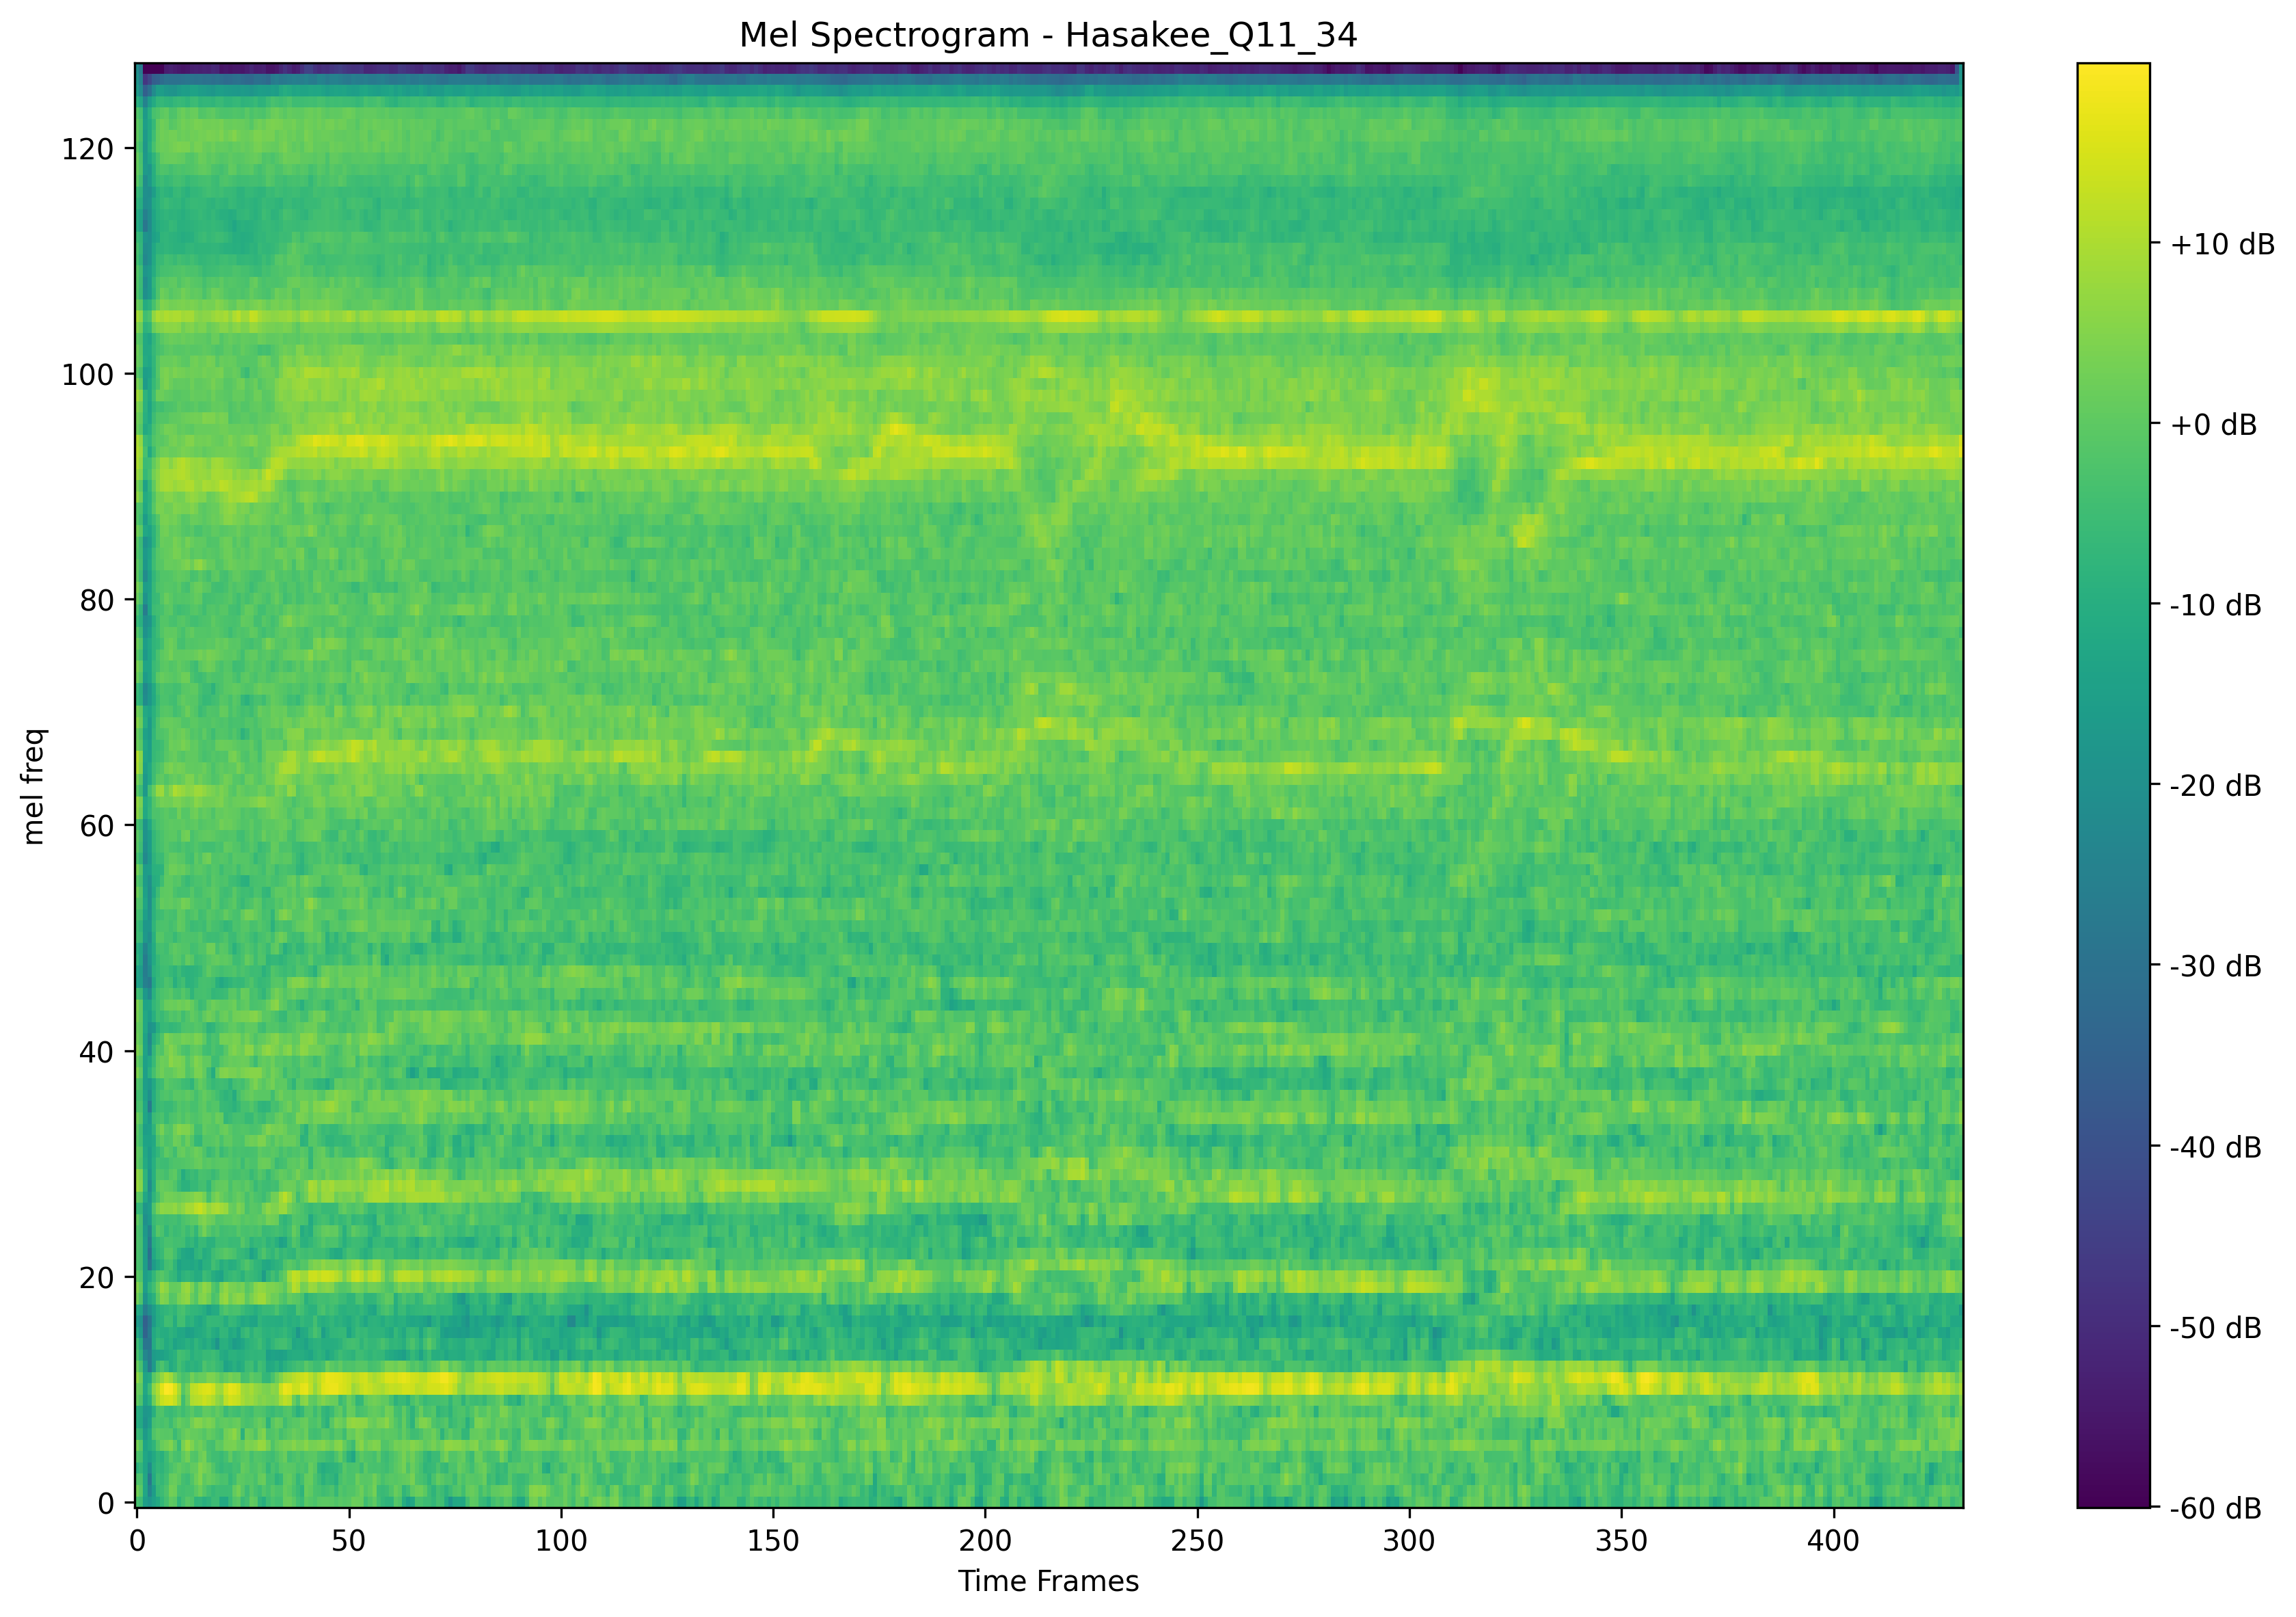 Mel Spectrogram - Hasakee_Q11_34
mel freq
120
100
80
60
40
20
0
0 50 100 150 200 250 300 350 400
Time Frames
+10 dB
+0 dB
-10 dB
-20 dB
-30 dB
-40 dB
-50 dB
-60 dB